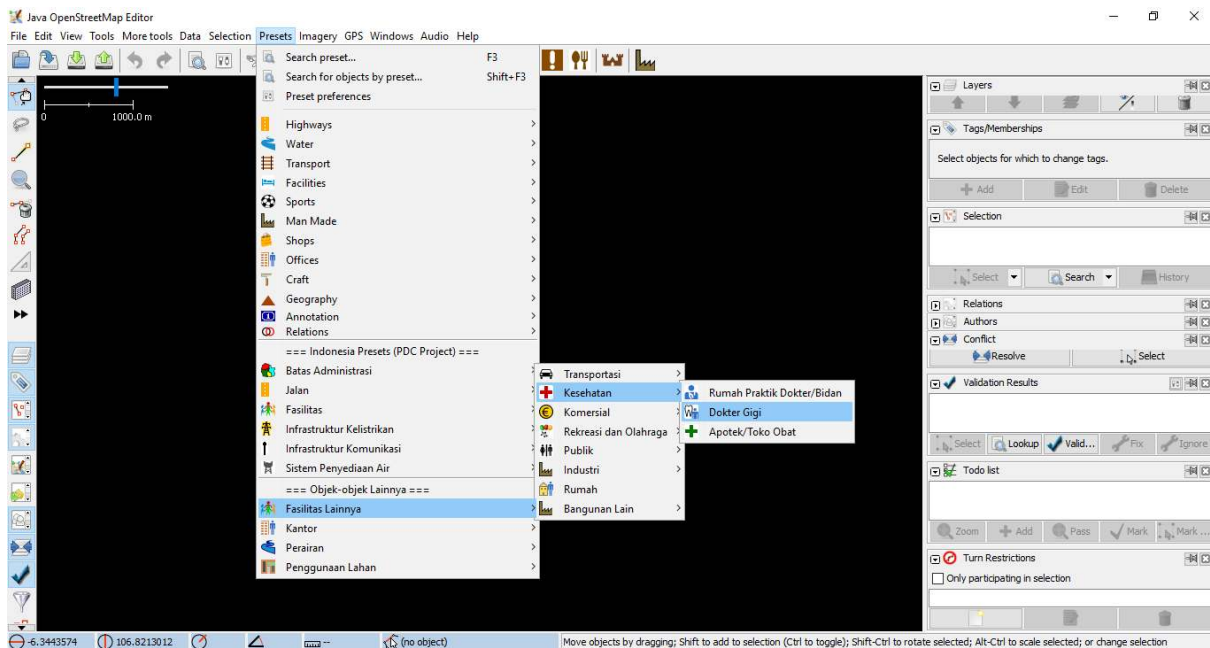 Java OpenStreetMap Editor
File Edit View Tools More tools Data Selection Presets Imagery GPS Windows Audio Help
Search preset... F3
Search for objects by preset... Shift+F3
Preset preferences
Highways
Water
Transport
Facilities
Sports
Man Made
Shops
Offices
Craft
Geography
Annotation
Relations
=== Indonesia Presets (PDC Project) ===
Batas Administrasi
Jalan
Fasilitas
Infrastruktur Kelistrikan
Infrastruktur Komunikasi
Sistem Penyediaan Air
=== Objek-objek Lainnya ===
Fasilitas Lainnya
Kantor
Perairan
Penggunaan Lahan
Transportasi
Kesehatan
Komersial
Rekreasi dan Olahraga
Publik
Industri
Rumah
Bangunan Lain
Rumah Praktik Dokter/Bidan
Dokter Gigi
Apotek/Toko Obat
0 1000.0 m
Layers
Tags/Memberships
Select objects for which to change tags.
Add Edit Delete
Selection
Select Search History
Relations
Authors
Conflict
Resolve Select
Validation Results
Select Lookup Valid... Fix Ignore
Todo list
Zoom Add Pass Mark Mark ...
Turn Restrictions
Only participating in selection
-6.3443574 106.8213012 -- (no object) Move objects by dragging; Shift to add to selection (Ctrl to toggle); Shift-Ctrl to rotate selected; Alt-Ctrl to scale selected; or change selection